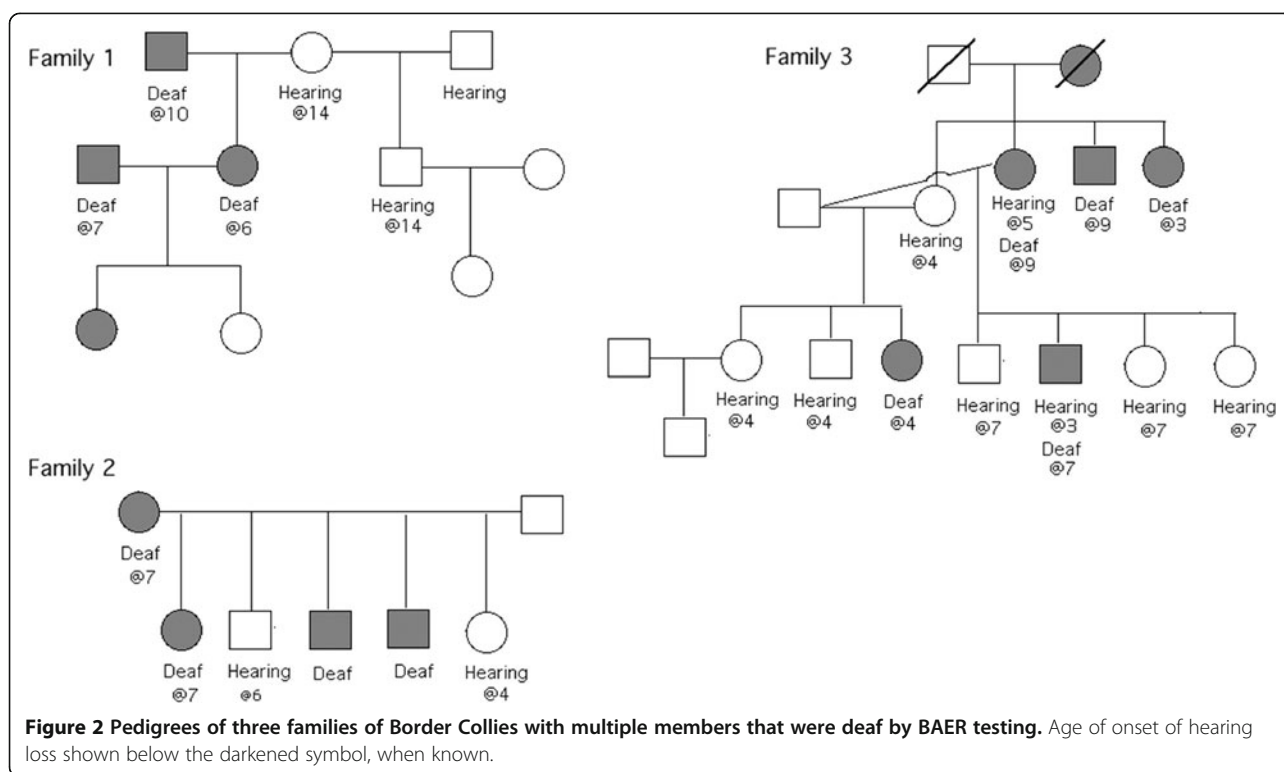 Family 1
Deaf
@10
Hearing
@14
Hearing
Deaf
@7
Deaf
@6
Hearing
@14
Family 3
Hearing
@4
Hearing
@5
Deaf
@9
Deaf
@9
Deaf
@3
Hearing
@4
Hearing
@4
Deaf
@4
Hearing
@7
Hearing
@3
Deaf
@7
Hearing
@7
Hearing
@7
Family 2
Deaf
@7
Deaf
@7
Hearing
@6
Deaf
Deaf
Hearing
@4
Figure 2 Pedigrees of three families of Border Collies with multiple members that were deaf by BAER testing. Age of onset of hearing
loss shown below the darkened symbol, when known.